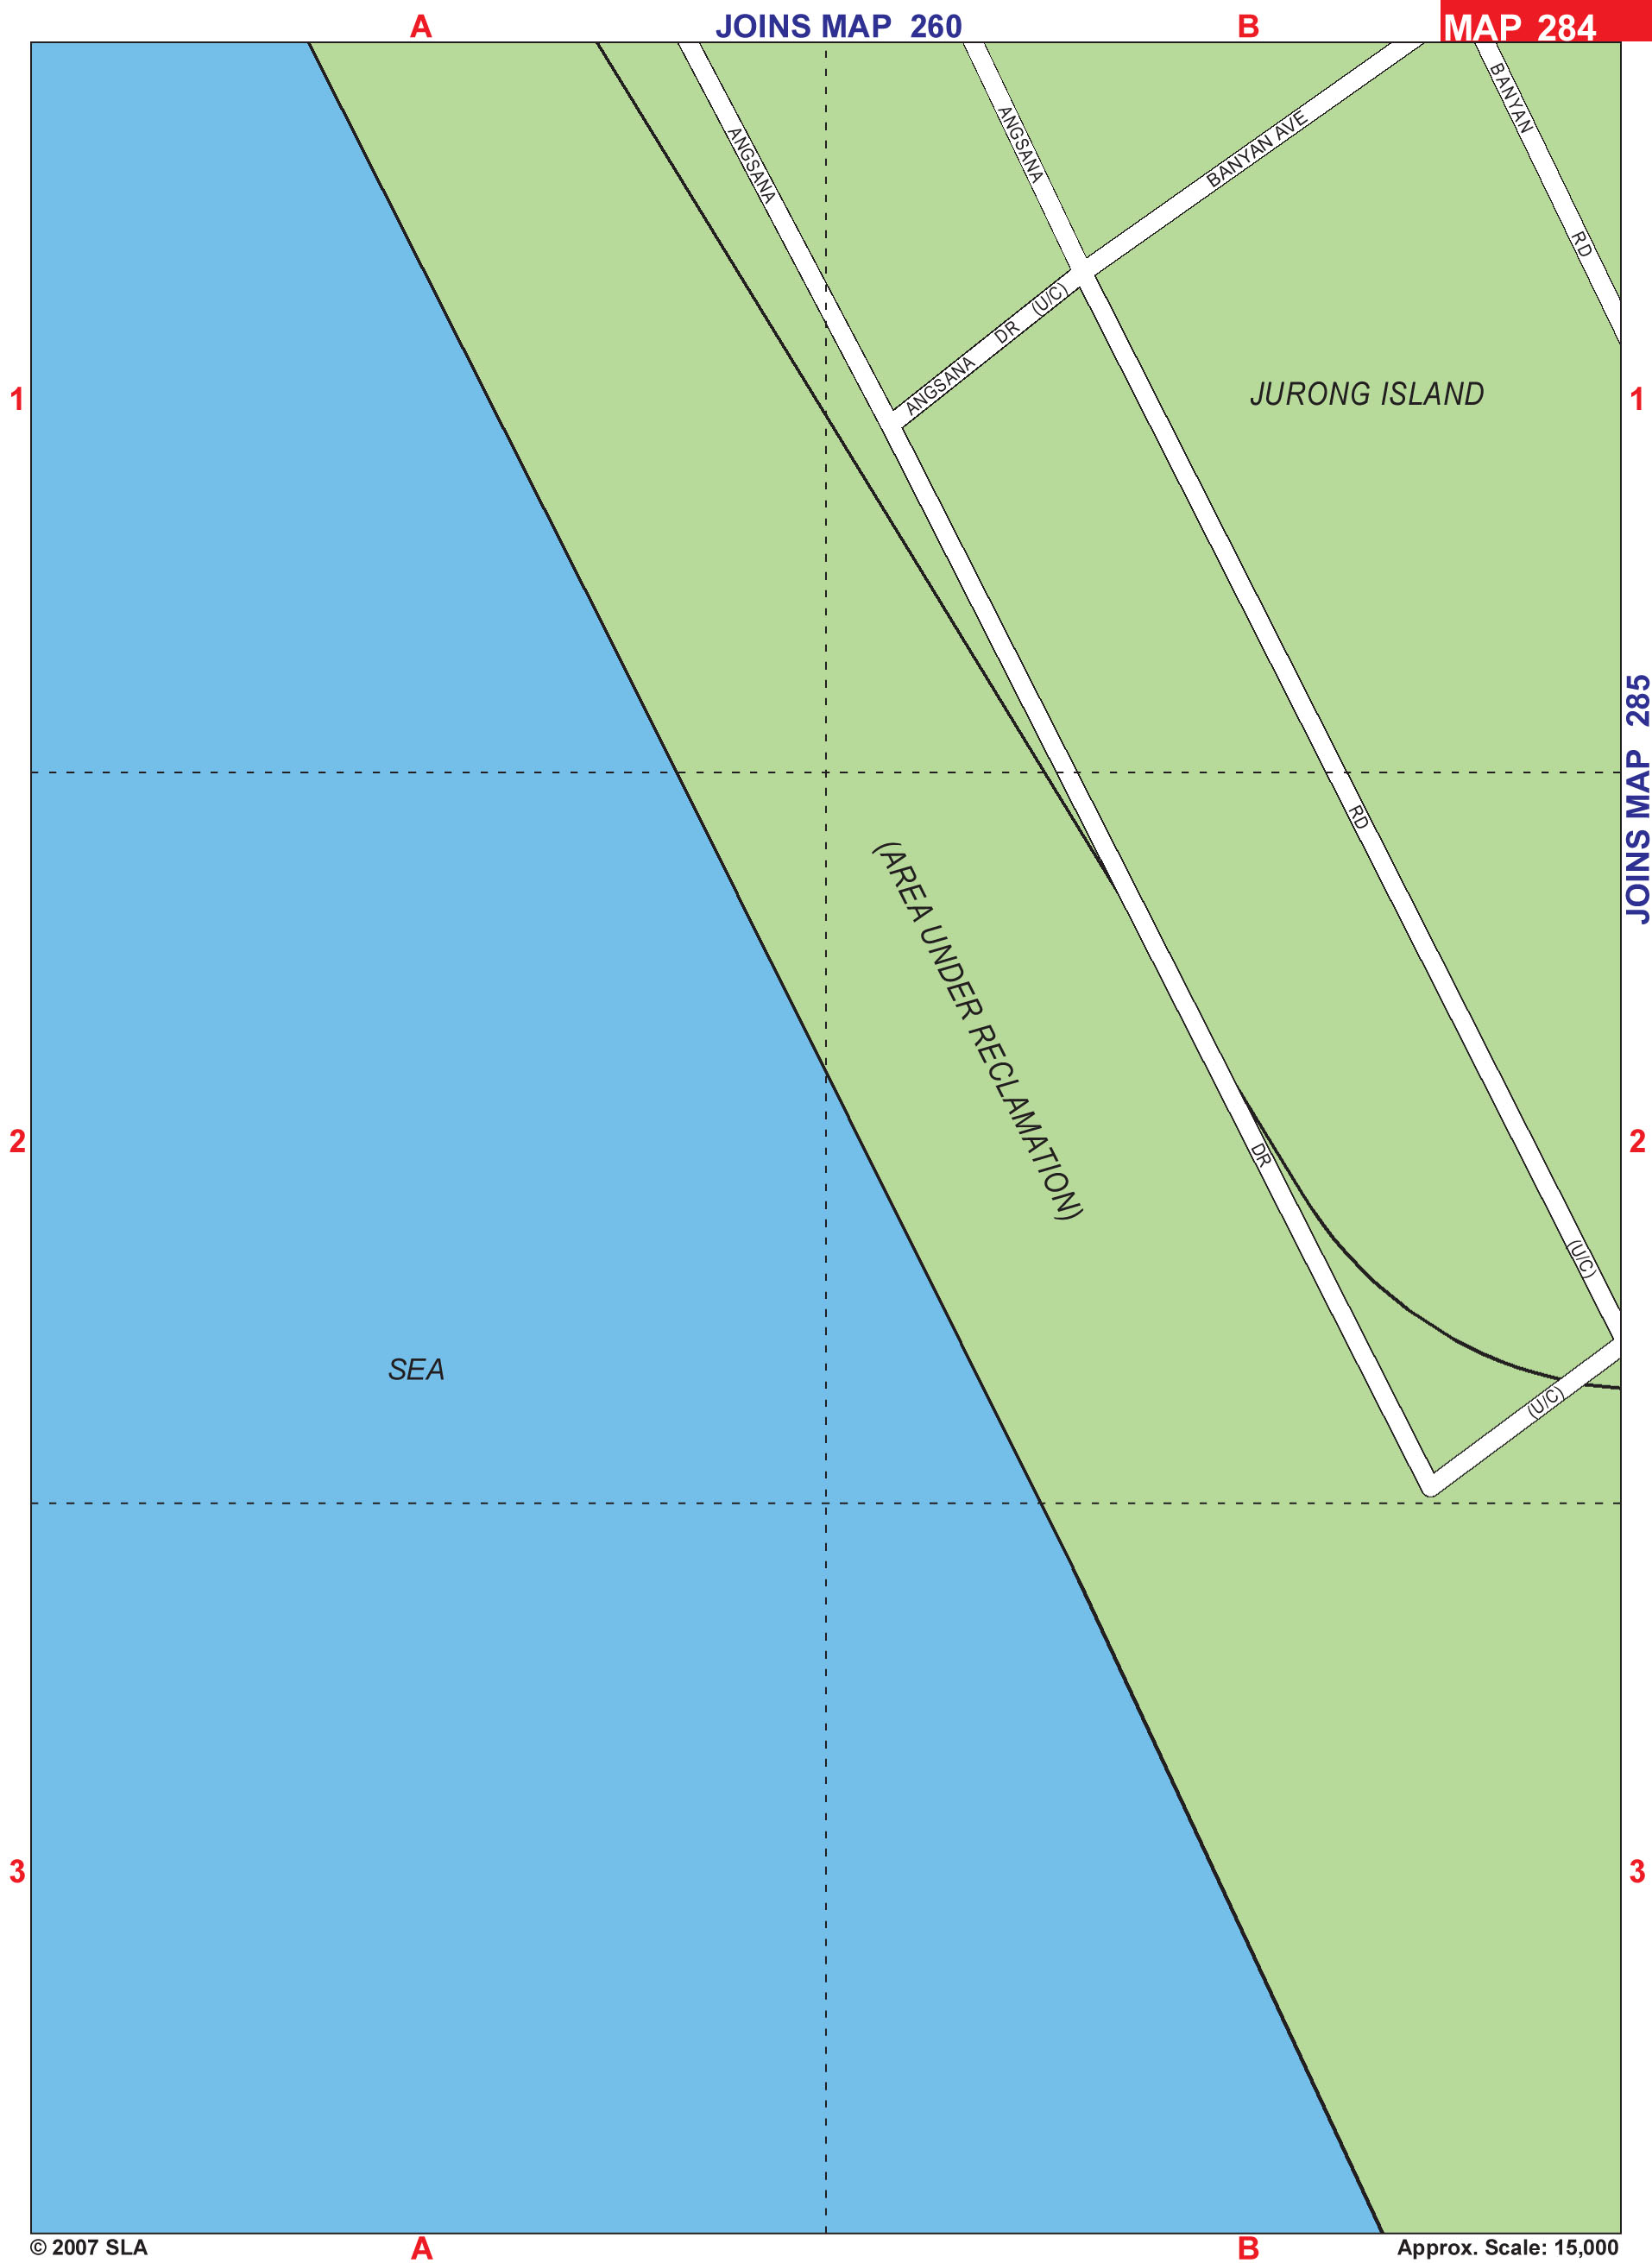 A JOINS MAP 260 B MAP 284
BANYAN
RD
ANGSANA
ANGSANA
BANYAN AVE
ANGSANA DR (U/C)
1 JURONG ISLAND 1
JOINS MAP 285
RD
(AREA UNDER RECLAMATION)
2 2
DR
(U/C)
SEA
(U/C)
3 3
© 2007 SLA A B Approx. Scale: 15,000